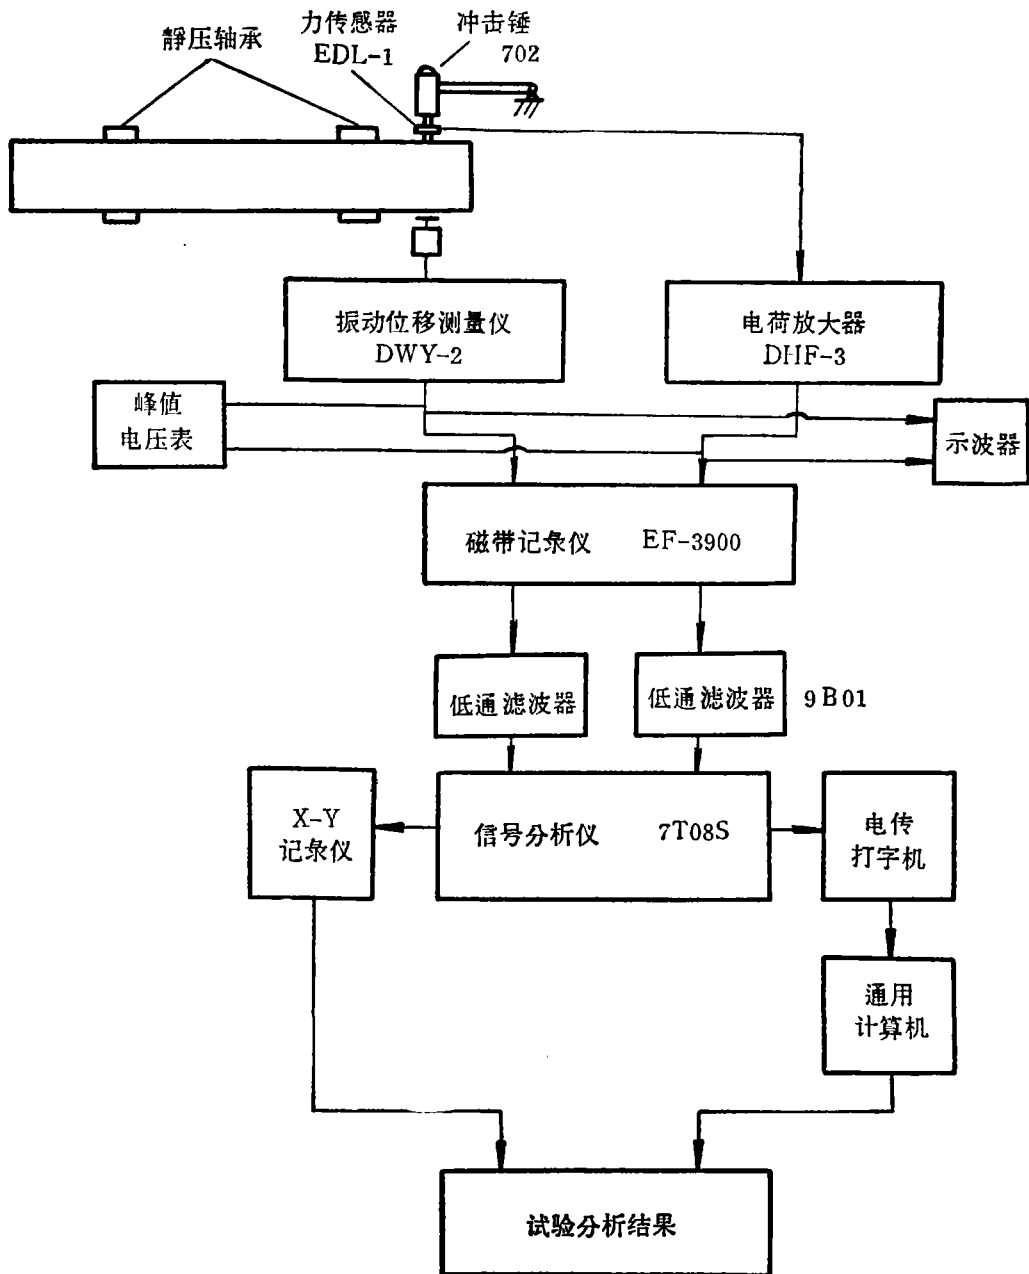 静压轴承
力传感器
EDL-1
冲击锤
702
振动位移测量仪
DWY-2
电荷放大器
DHF-3
峰值
电压表
示波器
磁带记录仪 EF-3900
低通滤波器
低通滤波器
9B01
X-Y
记录仪
信号分析仪 7T08S
电传
打字机
通用
计算机
试验分析结果